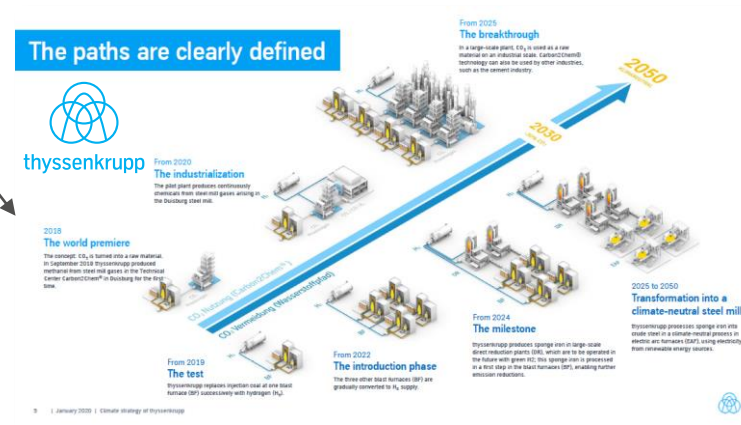 The paths are clearly defined
thyssenkrupp
From 2025
The breakthrough
In a large-scale plant, CO₂ is used as a raw
material on an industrial scale. Carbon2Chem®
technology can also be used by other industries,
such as the cement industry.
2050
2030
From 2020
The industrialization
The pilot plant produces continuously
chemicals from steel mill gases arising in
the Duisburg steel mill.
2018
The world premiere
The concept: CO₂ is turned into a raw material.
In September 2018 thyssenkrupp produced
methanol from steel mill gases in the Technical
Center Carbon2Chem® in Duisburg for the first
time.
CO₂ Nutzung (Carbon2Chem®)
CO₂ Vermeidung (Wasserstoffpfad)
From 2019
The test
thyssenkrupp replaces injection coal at one blast
furnace (BF) successively with hydrogen (H₂).
From 2022
The introduction phase
The three other blast furnaces (BF) are
gradually converted to H₂ supply.
From 2024
The milestone
thyssenkrupp produces sponge iron in large-scale
direct reduction plants (DR), which are to be operated in
the future with green H2; this sponge iron is processed
in a first step in the blast furnaces (BF), enabling further
emission reductions.
2025 to 2050
Transformation into a
climate-neutral steel mill
thyssenkrupp processes sponge iron into
crude steel in a climate-neutral process in
electric arc furnaces (EAF), using electricity
from renewable energy sources.
5 | January 2020 | Climate strategy of thyssenkrupp